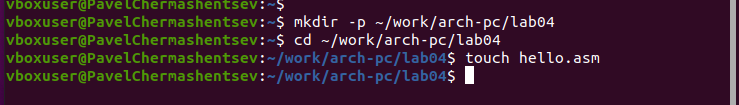 vboxuser@PavelChermashentsev:~$
vboxuser@PavelChermashentsev:~$ mkdir -p ~/work/arch-pc/lab04
vboxuser@PavelChermashentsev:~$ cd ~/work/arch-pc/lab04
vboxuser@PavelChermashentsev:~/work/arch-pc/lab04$ touch hello.asm
vboxuser@PavelChermashentsev:~/work/arch-pc/lab04$